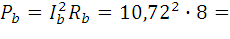 P_b = I_b^2 R_b = 10,72^2 · 8 =